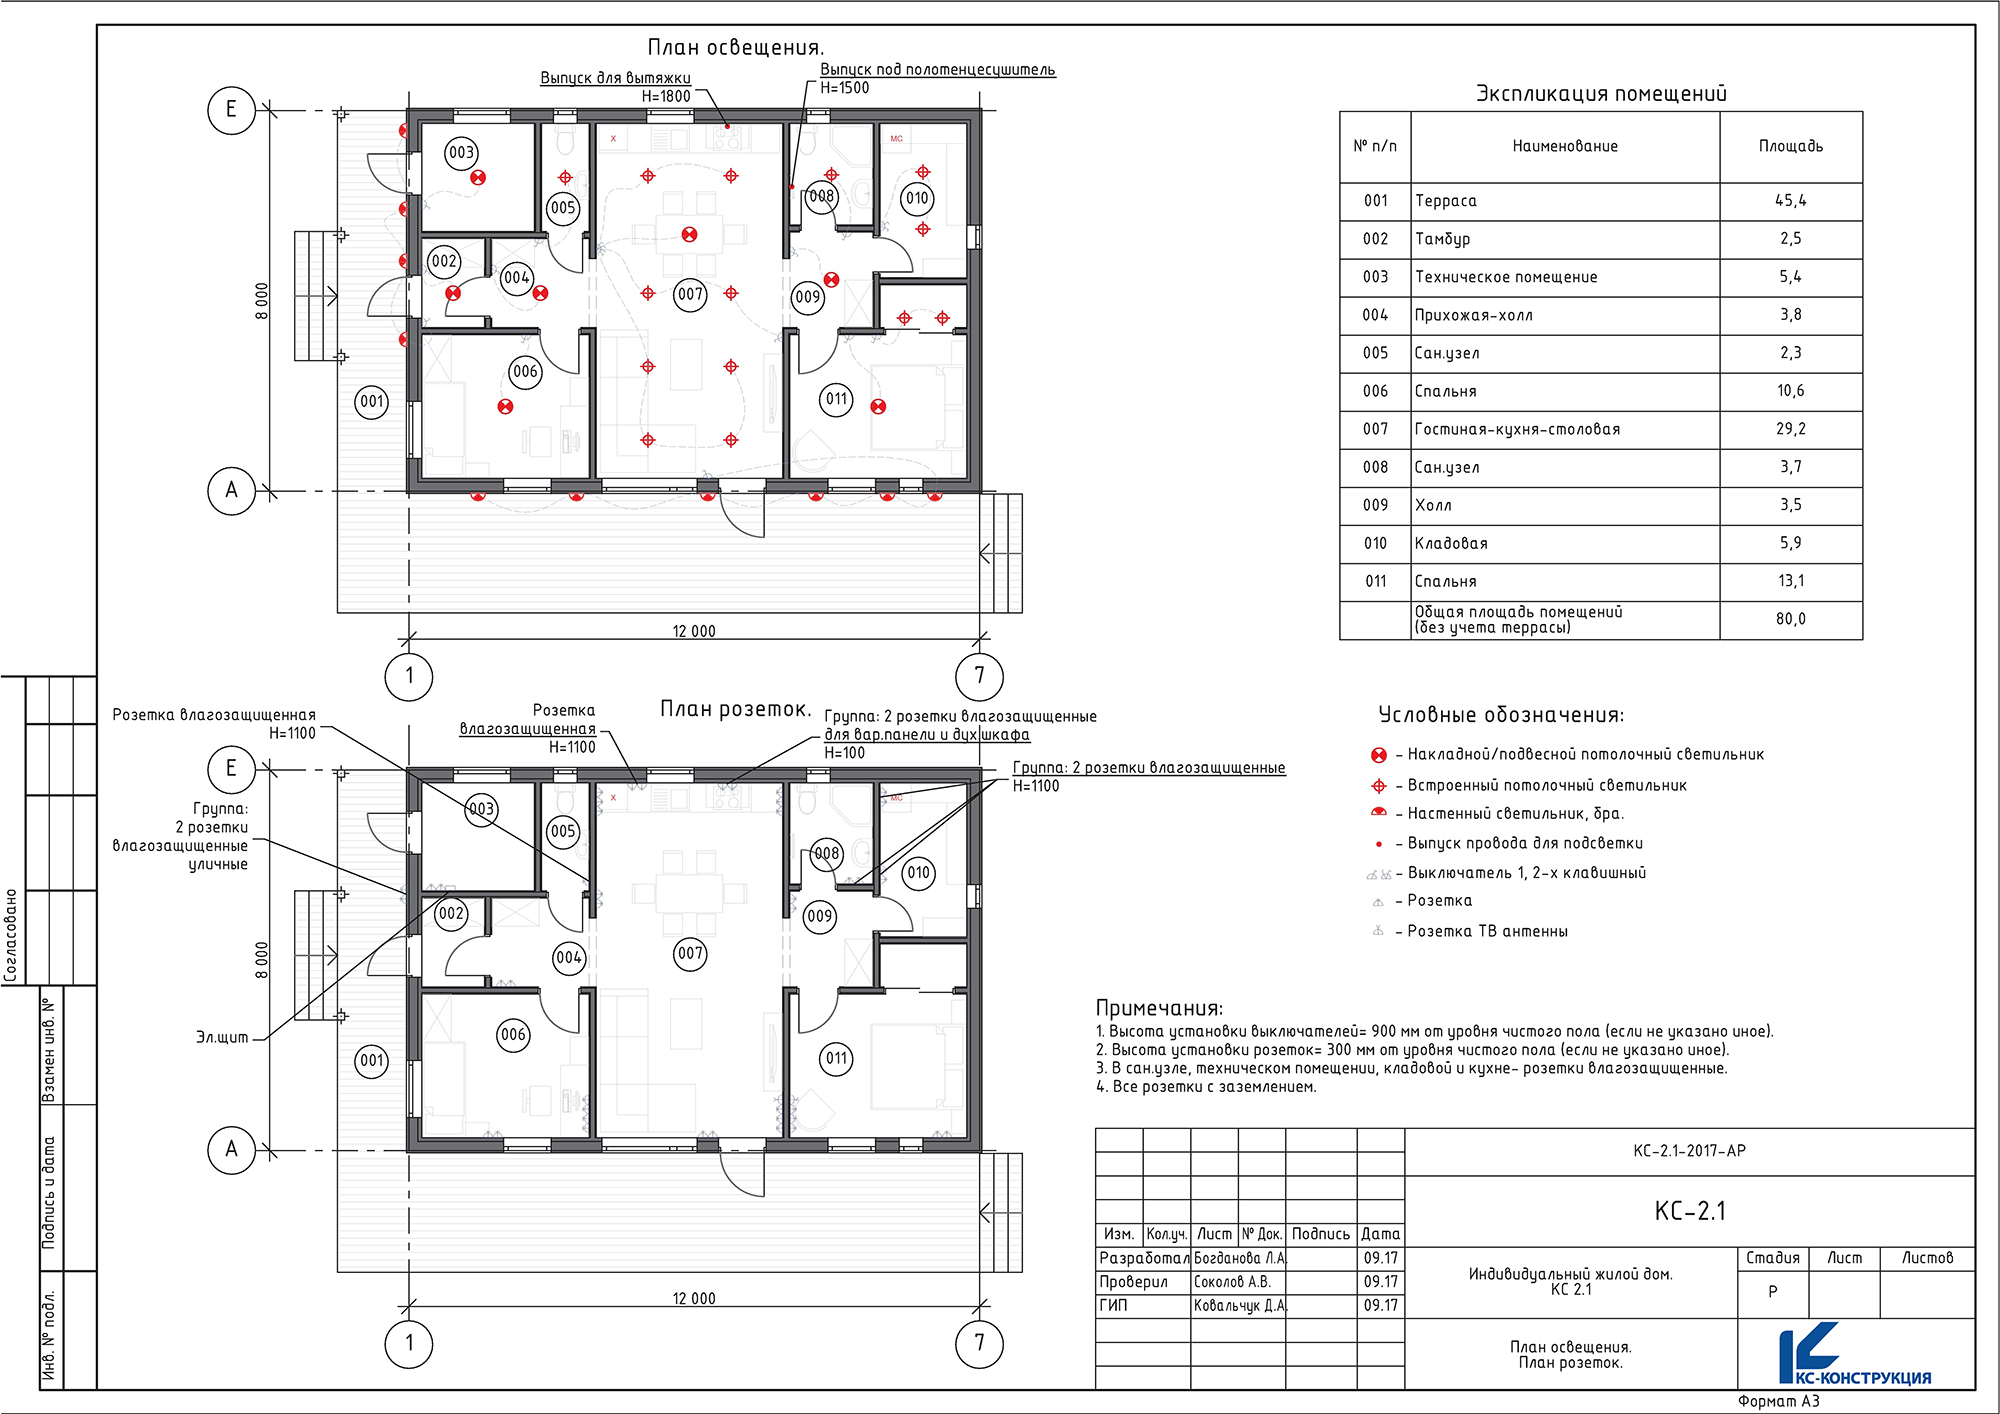 План освещения.
Выпуск для вытяжки
Н=1800
Выпуск под полотенцесушитель
Н=1500
Е
А
8 000
12 000
1
7
003
005
002
004
006
001
007
008
010
009
011
Х
МС
Экспликация помещений
№ п/п Наименование Площадь
001 Терраса 45,4
002 Тамбур 2,5
003 Техническое помещение 5,4
004 Прихожая-холл 3,8
005 Сан.узел 2,3
006 Спальня 10,6
007 Гостиная-кухня-столовая 29,2
008 Сан.узел 3,7
009 Холл 3,5
010 Кладовая 5,9
011 Спальня 13,1
Общая площадь помещений
(без учета террасы) 80,0
План розеток.
Розетка влагозащищенная
Н=1100
Розетка
влагозащищенная
Н=1100
Группа: 2 розетки влагозащищенные
для вар.панели и дух.шкафа
Н=100
Группа: 2 розетки влагозащищенные
Н=1100
Группа:
2 розетки
влагозащищенные
уличные
Эл.щит
Е
А
8 000
12 000
1
7
003
005
002
004
006
001
007
008
010
009
011
Х
МС
Условные обозначения:
- Накладной/подвесной потолочный светильник
- Встроенный потолочный светильник
- Настенный светильник, бра.
- Выпуск провода для подсветки
- Выключатель 1, 2-х клавишный
- Розетка
- Розетка ТВ антенны
Примечания:
1. Высота установки выключателей= 900 мм от уровня чистого пола (если не указано иное).
2. Высота установки розеток= 300 мм от уровня чистого пола (если не указано иное).
3. В сан.узле, техническом помещении, кладовой и кухне- розетки влагозащищенные.
4. Все розетки с заземлением.
Согласовано
Взамен инв. №
Подпись и дата
Инв. № подл.
КС-2.1-2017-АР
КС-2.1
Изм. Кол.уч. Лист № Док. Подпись Дата
Разработал Богданова Л.А. 09.17
Проверил Соколов А.В. 09.17
ГИП Ковальчук Д.А. 09.17
Индивидуальный жилой дом.
КС 2.1
Стадия Лист Листов
Р
План освещения.
План розеток.
КС-КОНСТРУКЦИЯ
Формат А3